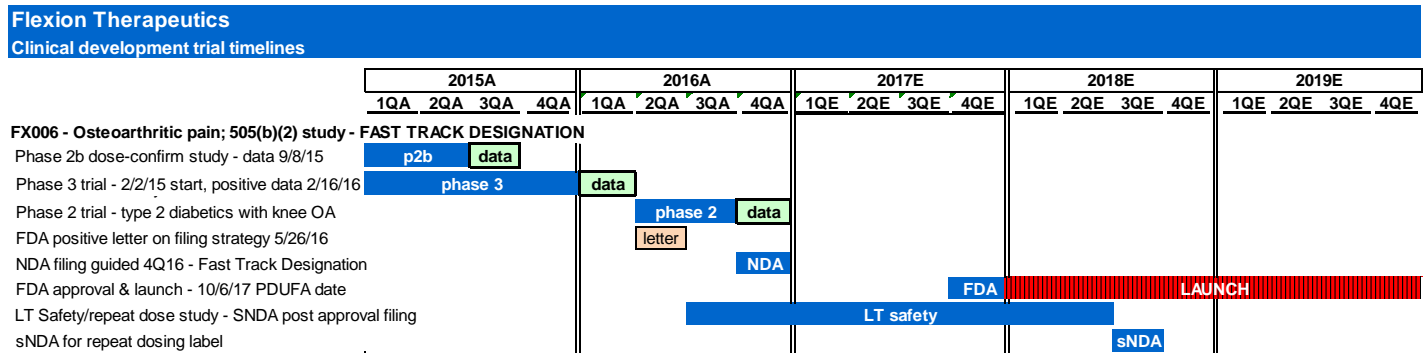 Flexion Therapeutics
Clinical development trial timelines
2015A 2016A 2017E 2018E 2019E
1QA 2QA 3QA 4QA 1QA 2QA 3QA 4QA 1QE 2QE 3QE 4QE 1QE 2QE 3QE 4QE 1QE 2QE 3QE 4QE
FX006 - Osteoarthritic pain; 505(b)(2) study - FAST TRACK DESIGNATION
Phase 2b dose-confirm study - data 9/8/15 p2b data
Phase 3 trial - 2/2/15 start, positive data 2/16/16 phase 3 data
Phase 2 trial - type 2 diabetics with knee OA phase 2 data
FDA positive letter on filing strategy 5/26/16 letter
NDA filing guided 4Q16 - Fast Track Designation NDA
FDA approval & launch - 10/6/17 PDUFA date FDA LAUNCH
LT Safety/repeat dose study - SNDA post approval filing LT safety
sNDA for repeat dosing label sNDA